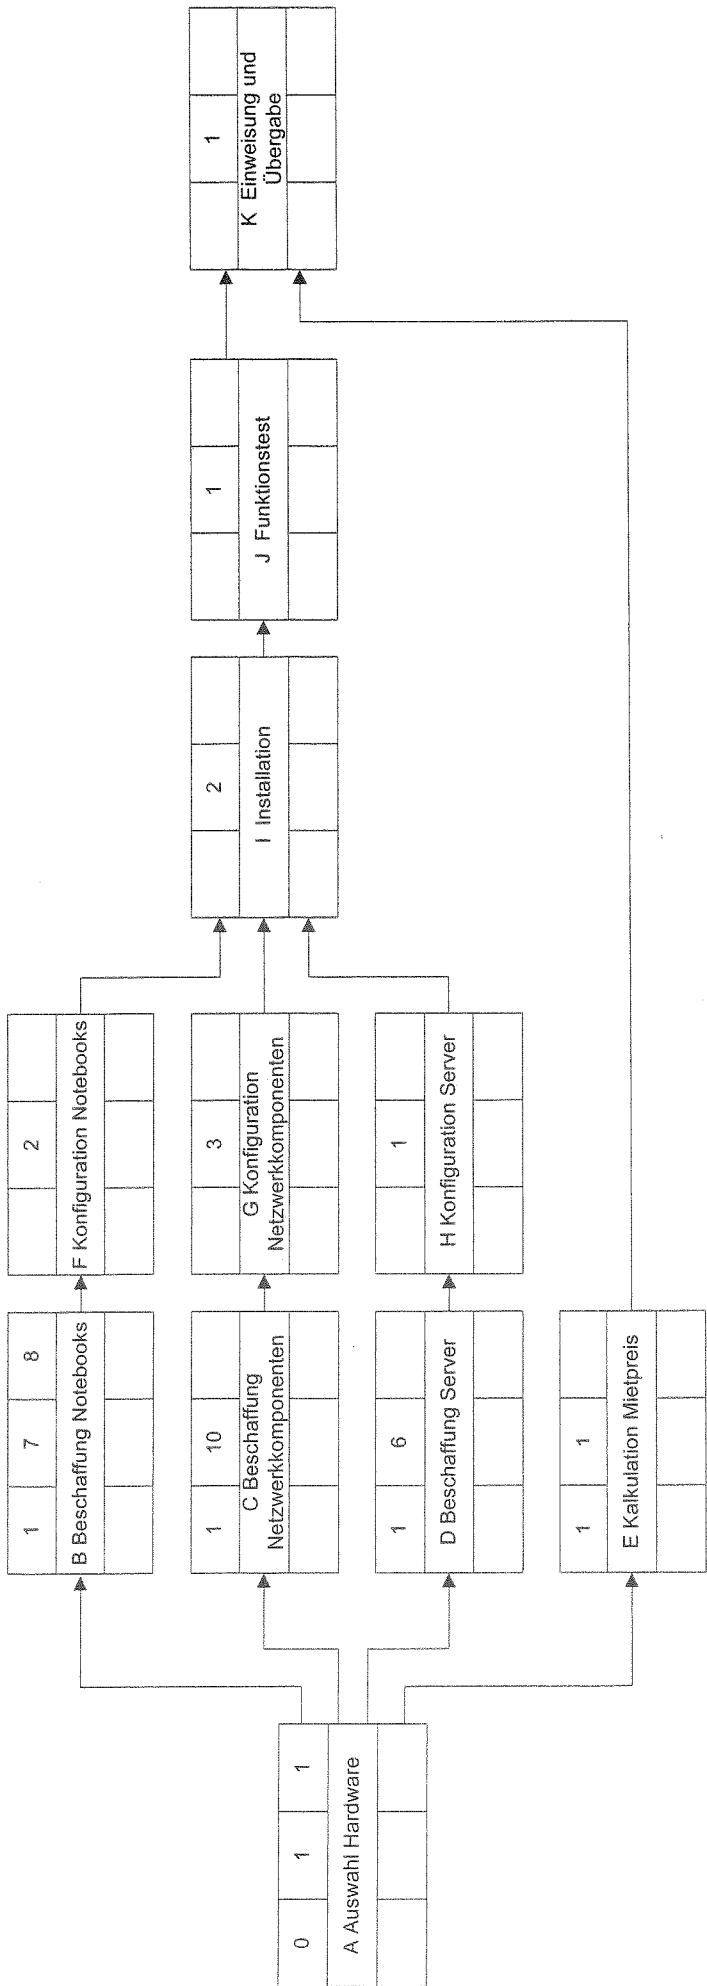 0 1 1
A Auswahl Hardware
1 7 8
B Beschaffung Notebooks
1 10
C Beschaffung
Netzwerkkomponenten
1 6
D Beschaffung Server
1 1
E Kalkulation Mietpreis
2
F Konfiguration Notebooks
3
G Konfiguration
Netzwerkkomponenten
1
H Konfiguration Server
2
I Installation
1
J Funktionstest
1
K Einweisung und
Übergabe